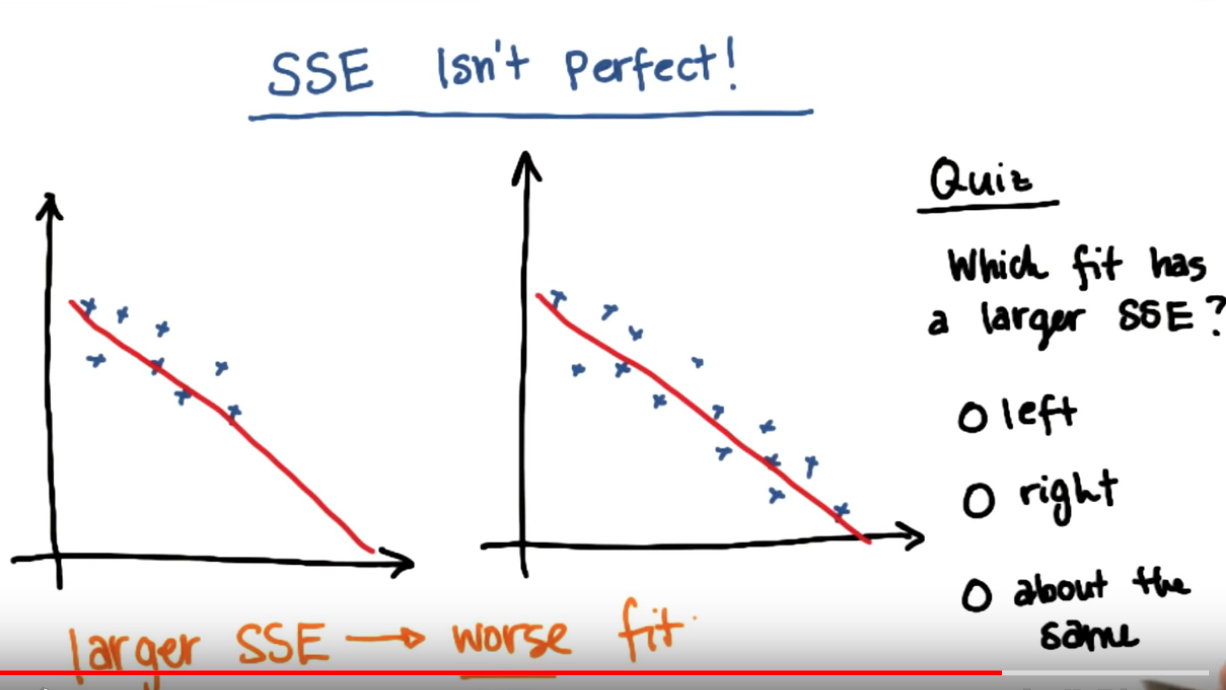 SSE Isn't Perfect!
Quiz
Which fit has
a larger SSE?
O left
O right
O about the
same
larger SSE → worse fit